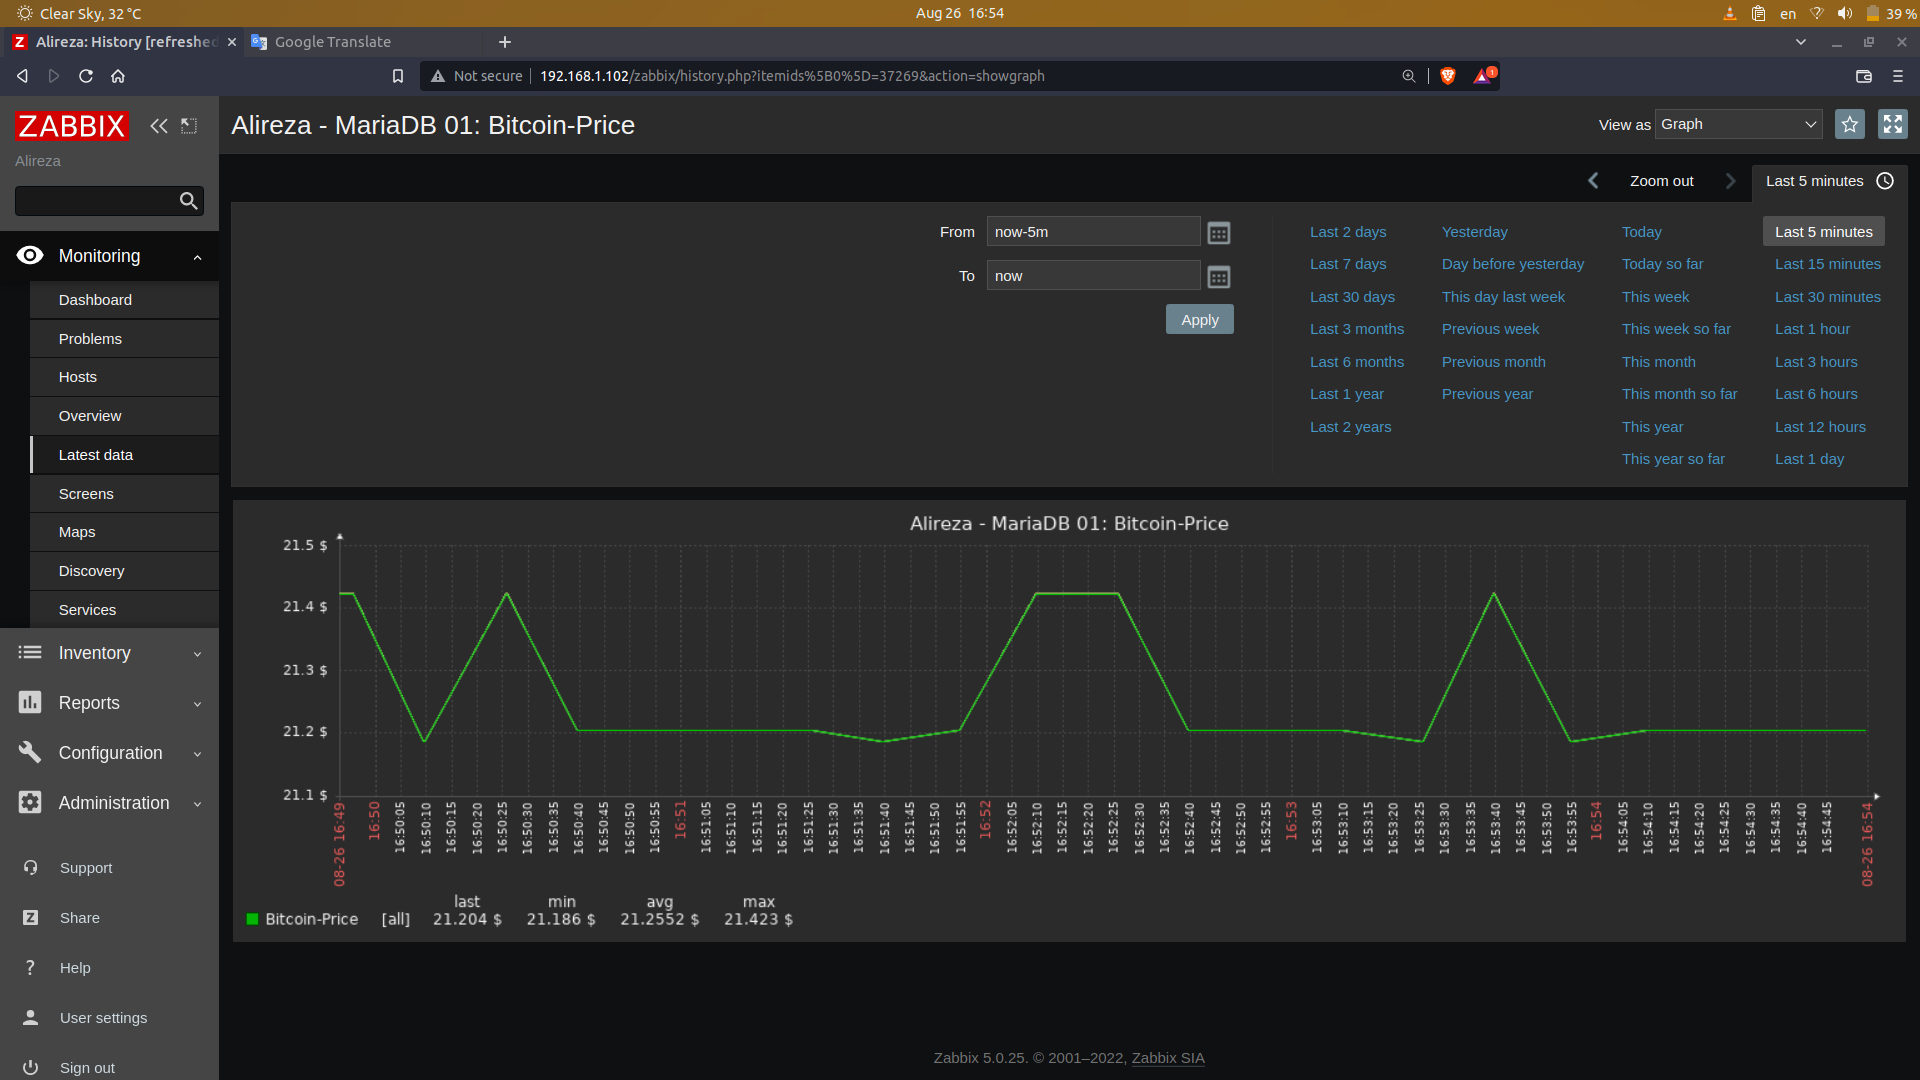 Clear Sky, 32 °C
Aug 26 16:54
en
39 %
Z Alireza: History [refreshed
Google Translate
Not secure
192.168.1.102/zabbix/history.php?itemids%5B0%5D=37269&action=showgraph
1
ZABBIX
Alireza
Monitoring
Dashboard
Problems
Hosts
Overview
Latest data
Screens
Maps
Discovery
Services
Inventory
Reports
Configuration
Administration
Support
Z Share
? Help
User settings
Sign out
Alireza - MariaDB 01: Bitcoin-Price
View as Graph
Zoom out
Last 5 minutes
From now-5m
To now
Apply
Last 2 days Yesterday Today Last 5 minutes
Last 7 days Day before yesterday Today so far Last 15 minutes
Last 30 days This day last week This week Last 30 minutes
Last 3 months Previous week This week so far Last 1 hour
Last 6 months Previous month This month Last 3 hours
Last 1 year Previous year This month so far Last 6 hours
Last 2 years This year Last 12 hours
This year so far Last 1 day
Alireza - MariaDB 01: Bitcoin-Price
21.5 $
21.4 $
21.3 $
21.2 $
21.1 $
08-26 16:49 16:50 16:50:05 16:50:10 16:50:15 16:50:20 16:50:25 16:50:30 16:50:35 16:50:40 16:50:45 16:50:50 16:50:55 16:51 16:51:05 16:51:10 16:51:15 16:51:20 16:51:25 16:51:30 16:51:35 16:51:40 16:51:45 16:51:50 16:51:55 16:52 16:52:05 16:52:10 16:52:15 16:52:20 16:52:25 16:52:30 16:52:35 16:52:40 16:52:45 16:52:50 16:52:55 16:53 16:53:05 16:53:10 16:53:15 16:53:20 16:53:25 16:53:30 16:53:35 16:53:40 16:53:45 16:53:50 16:53:55 16:54 16:54:05 16:54:10 16:54:15 16:54:20 16:54:25 16:54:30 16:54:35 16:54:40 16:54:45 08-26 16:54
last min avg max
Bitcoin-Price [all] 21.204 $ 21.186 $ 21.2552 $ 21.423 $
Zabbix 5.0.25. © 2001–2022, Zabbix SIA